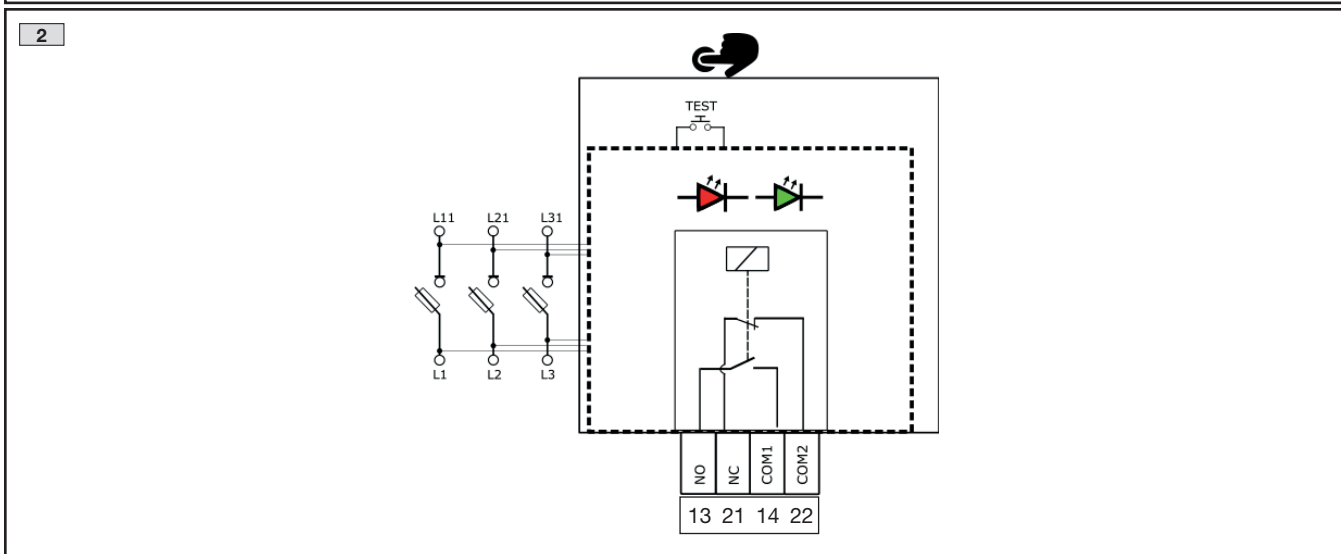 2
TEST
L11 L21 L31
L1 L2 L3
NO NC COM1 COM2
13 21 14 22